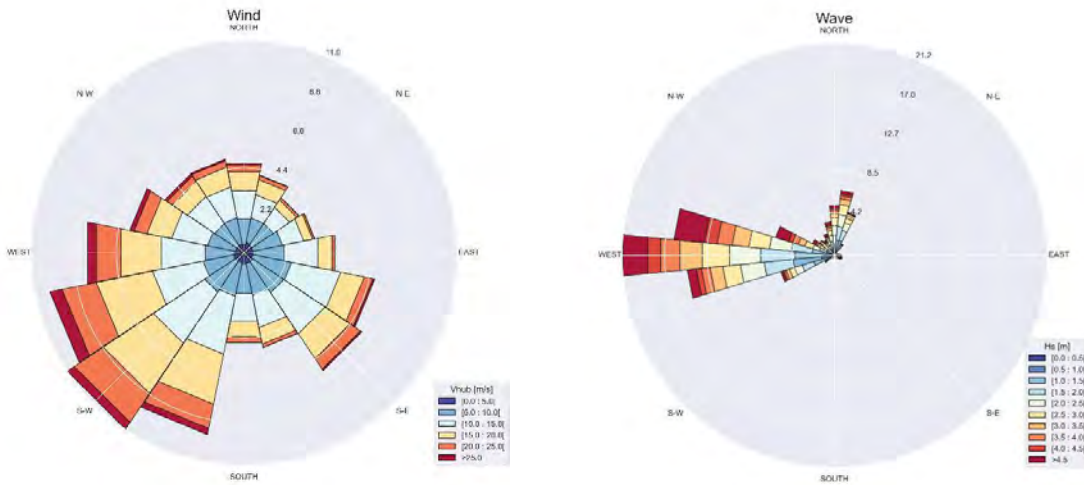 Wind
NORTH
11.0
N-W
8.8
N-E
6.6
4.4
2.2
WEST
EAST
S-W
S-E
SOUTH
Vhub [m/s]
[0.0 : 5.0[
[5.0 : 10.0[
[10.0 : 15.0[
[15.0 : 20.0[
[20.0 : 25.0[
>25.0
Wave
NORTH
21.2
N-W
17.0
N-E
12.7
8.5
4.2
WEST
EAST
S-W
S-E
SOUTH
Hs [m]
[0.0 : 0.5[
[0.5 : 1.0[
[1.0 : 1.5[
[1.5 : 2.0[
[2.0 : 2.5[
[2.5 : 3.0[
[3.0 : 3.5[
[3.5 : 4.0[
[4.0 : 4.5[
>4.5